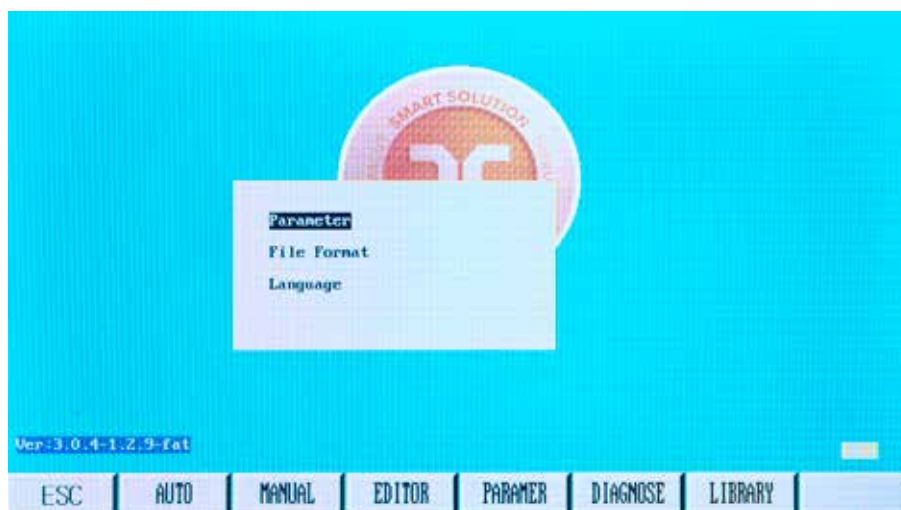 SMART SOLUTION
Parameter
File Format
Language
Ver:3.0.4-1.2.9-fat
ESC
AUTO
MANUAL
EDITOR
PARAMER
DIAGNOSE
LIBRARY